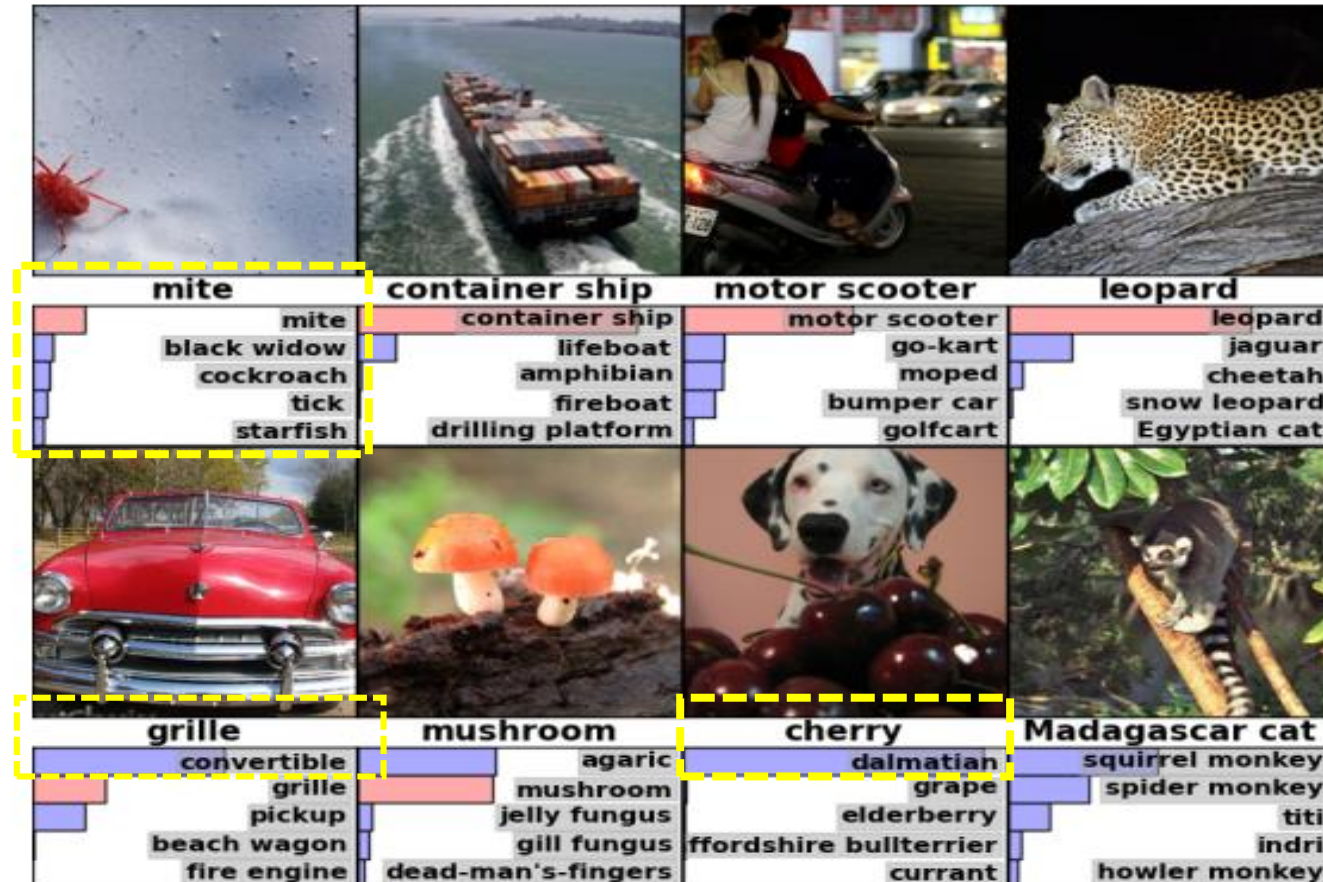 mite
mite
black widow
cockroach
tick
starfish
container ship
container ship
lifeboat
amphibian
fireboat
drilling platform
motor scooter
motor scooter
go-kart
moped
bumper car
golfcart
leopard
leopard
jaguar
cheetah
snow leopard
Egyptian cat
grille
convertible
grille
pickup
beach wagon
fire engine
mushroom
agaric
mushroom
jelly fungus
gill fungus
dead-man's-fingers
cherry
dalmatian
grape
elderberry
ffordshire bullterrier
currant
Madagascar cat
squirrel monkey
spider monkey
titi
indri
howler monkey